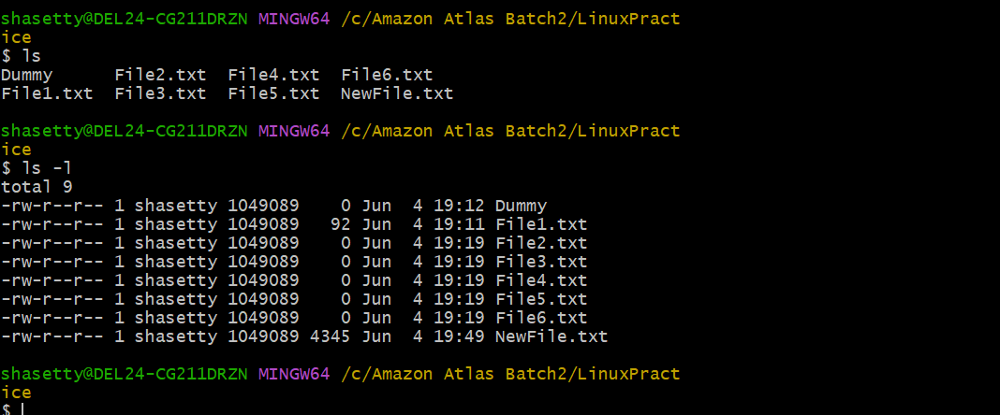 shasetty@DEL24-CG211DRZN MINGW64 /c/Amazon Atlas Batch2/LinuxPract
ice
$ ls
Dummy      File2.txt  File4.txt  File6.txt
File1.txt  File3.txt  File5.txt  NewFile.txt

shasetty@DEL24-CG211DRZN MINGW64 /c/Amazon Atlas Batch2/LinuxPract
ice
$ ls -l
total 9
-rw-r--r-- 1 shasetty 1049089    0 Jun  4 19:12 Dummy
-rw-r--r-- 1 shasetty 1049089   92 Jun  4 19:11 File1.txt
-rw-r--r-- 1 shasetty 1049089    0 Jun  4 19:19 File2.txt
-rw-r--r-- 1 shasetty 1049089    0 Jun  4 19:19 File3.txt
-rw-r--r-- 1 shasetty 1049089    0 Jun  4 19:19 File4.txt
-rw-r--r-- 1 shasetty 1049089    0 Jun  4 19:19 File5.txt
-rw-r--r-- 1 shasetty 1049089    0 Jun  4 19:19 File6.txt
-rw-r--r-- 1 shasetty 1049089 4345 Jun  4 19:49 NewFile.txt

shasetty@DEL24-CG211DRZN MINGW64 /c/Amazon Atlas Batch2/LinuxPract
ice
$